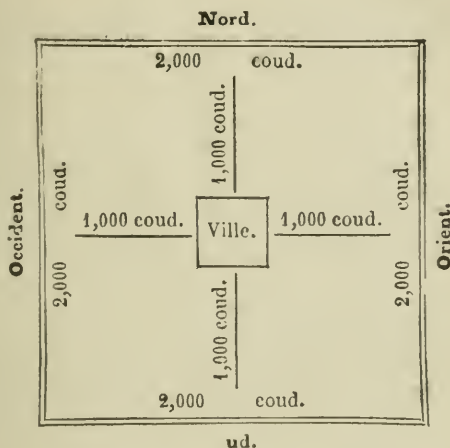 Nord.
2,000 coud.
1,000 coud.
Occident.
2,000 coud.
1,000 coud.
Ville.
1,000 coud.
2,000 coud.
Orient.
1,000 coud.
2,000 coud.
ud.